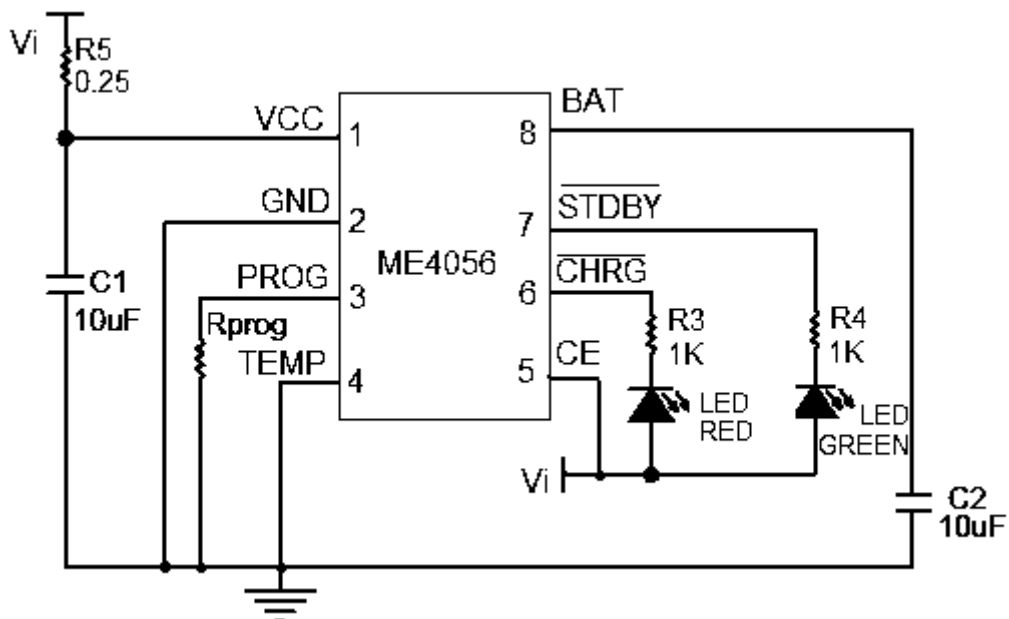 Vi
R5
0.25
VCC
1
GND
2
PROG
3
Rprog
TEMP
4
C1
10uF
ME4056
BAT
8
STDBY
7
CHRG
6
CE
5
R3
1K
R4
1K
LED
RED
LED
GREEN
Vi
C2
10uF